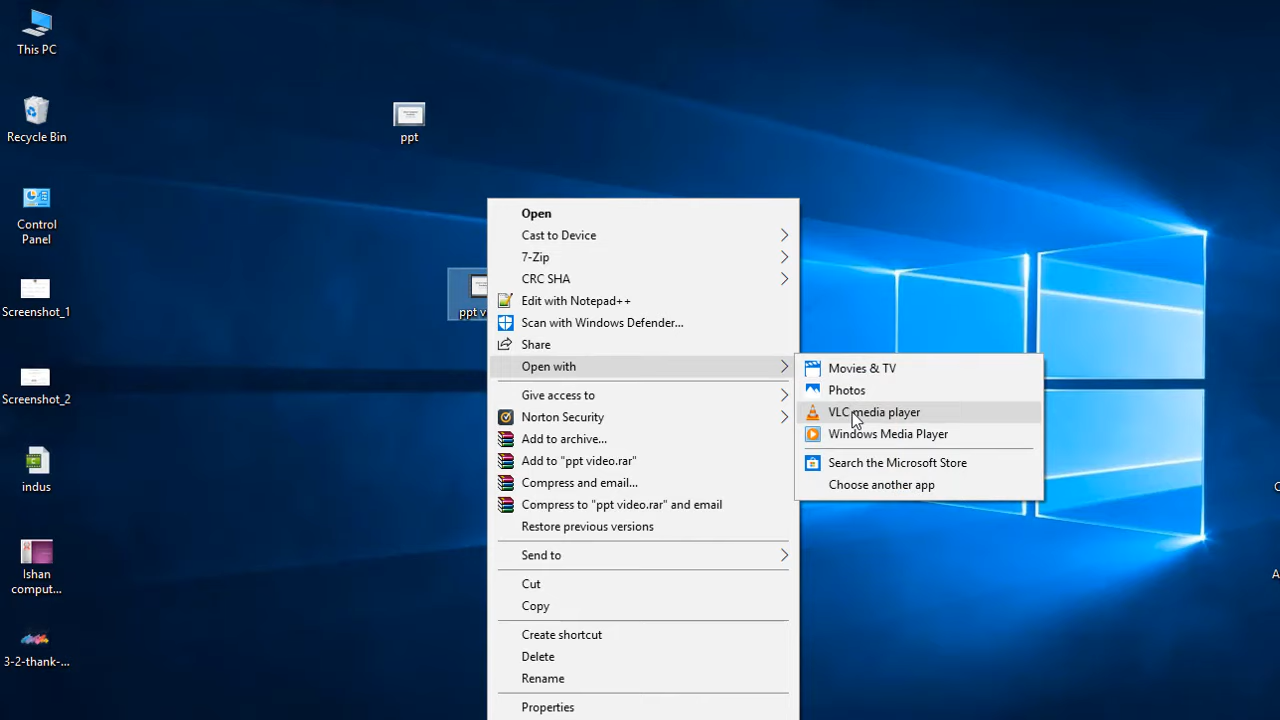 This PC
Recycle Bin
Control
Panel
Screenshot_1
Screenshot_2
indus
Ishan
comput...
3-2-thank-...
ppt
ppt v
Open
Cast to Device
7-Zip
CRC SHA
Edit with Notepad++
Scan with Windows Defender...
Share
Open with
Give access to
Norton Security
Add to archive...
Add to "ppt video.rar"
Compress and email...
Compress to "ppt video.rar" and email
Restore previous versions
Send to
Cut
Copy
Create shortcut
Delete
Rename
Properties
Movies & TV
Photos
VLC media player
Windows Media Player
Search the Microsoft Store
Choose another app